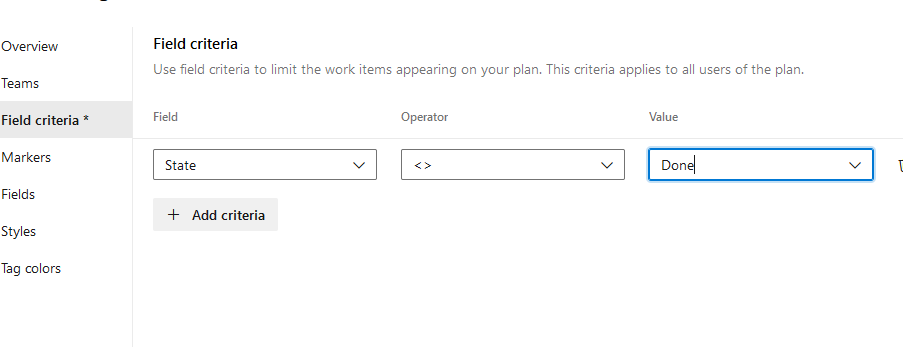 Overview
Teams
Field criteria *
Markers
Fields
Styles
Tag colors
Field criteria
Use field criteria to limit the work items appearing on your plan. This criteria applies to all users of the plan.
Field Operator Value
State <> Done
+ Add criteria